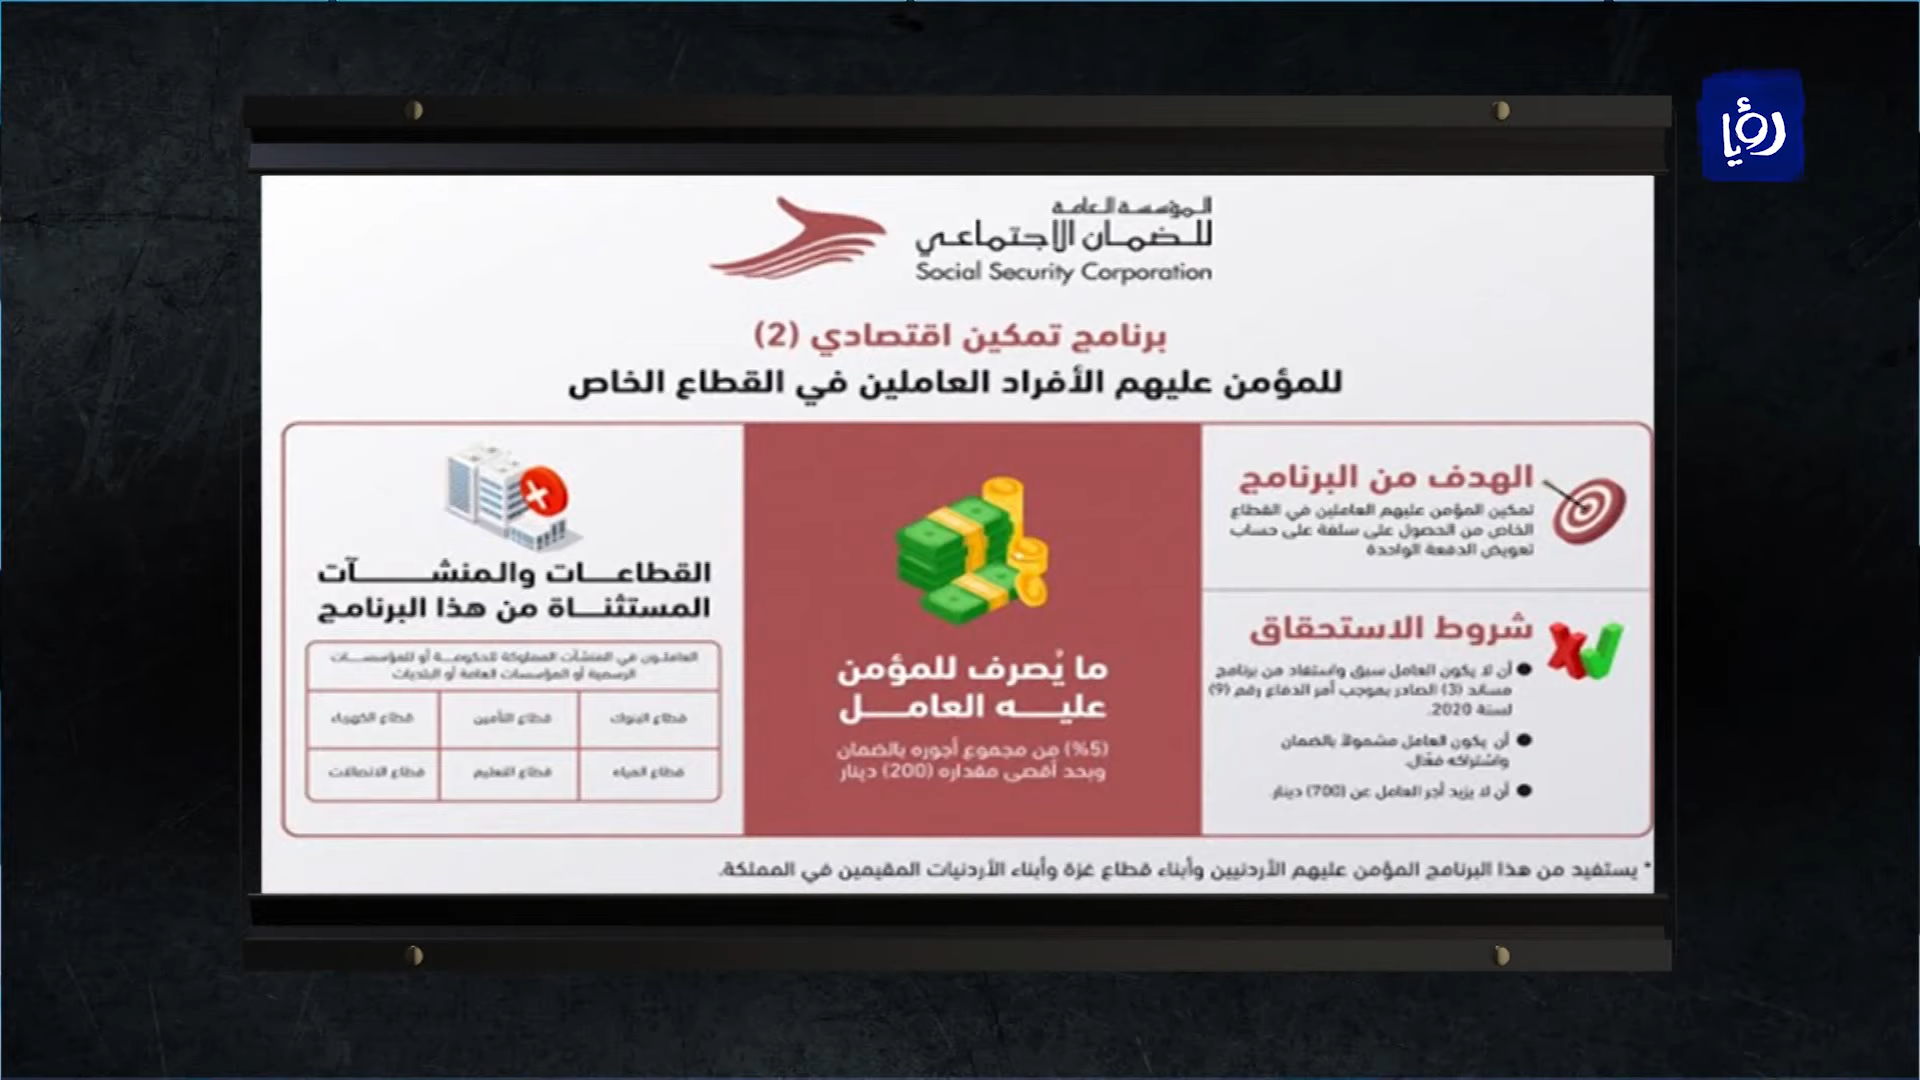 رؤيا
المؤسسة العامة
للضمان الاجتماعي
Social Security Corporation
برنامج تمكين اقتصادي (2)
للمؤمن عليهم الأفراد العاملين في القطاع الخاص
الهدف من البرنامج
تمكين المؤمن عليهم العاملين في القطاع
الخاص من الحصول على سلفة على حساب
تعويض الدفعة الواحدة
شروط الاستحقاق
أن لا يكون العامل سبق واستفاد من برنامج
مساند (3) الصادر بموجب أمر الدفاع رقم (9)
لسنة 2020.
أن يكون العامل مشمولاً بالضمان
واشتراكه فعّال.
أن لا يزيد أجر العامل عن (700) دينار.
ما يُصرف للمؤمن
عليه العامل
(5%) من مجموع أجوره بالضمان
وبحد أقصى مقداره (200) دينار
القطاعات والمنشآت
المستثناة من هذا البرنامج
العاملون في المنشآت المملوكة للحكومة أو للمؤسسات
الرسمية أو المؤسسات العامة أو البلديات
قطاع البنوك
قطاع التأمين
قطاع الكهرباء
قطاع المياه
قطاع التعليم
قطاع الاتصالات
* يستفيد من هذا البرنامج المؤمن عليهم الأردنيين وأبناء قطاع غزة وأبناء الأردنيات المقيمين في المملكة.